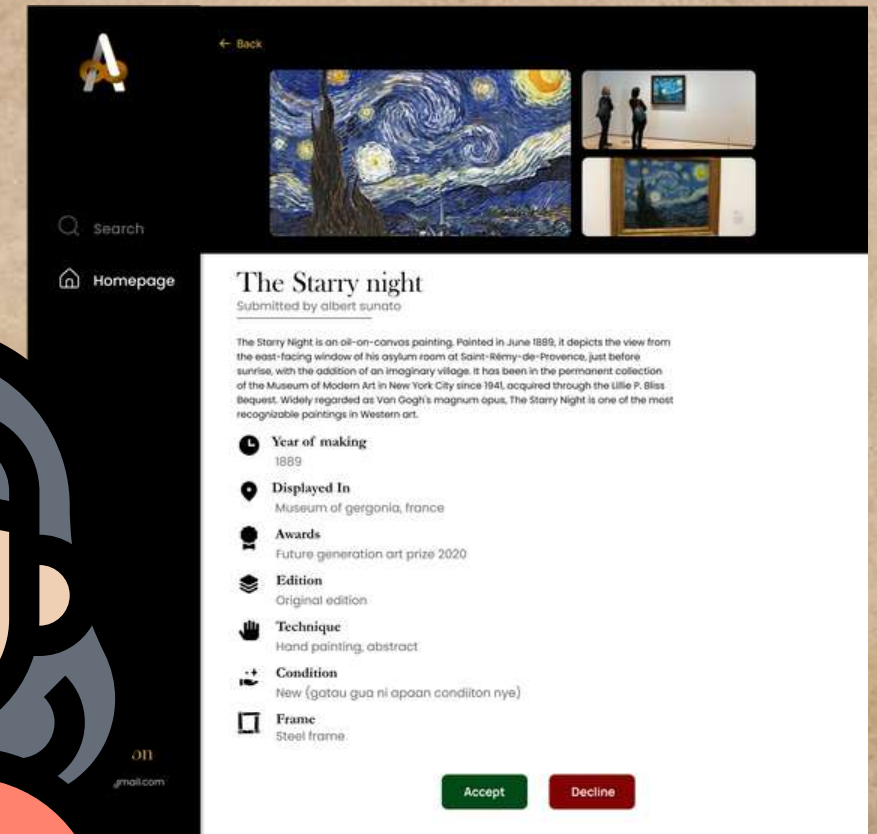 ← Back
Search
Homepage
The Starry night
Submitted by albert sunato
The Starry Night is an oil-on-canvas painting. Painted in June 1889, it depicts the view from
the east-facing window of his asylum room at Saint-Rémy-de-Provence, just before
sunrise, with the addition of an imaginary village. It has been in the permanent collection
of the Museum of Modern Art in New York City since 1941, acquired through the Lillie P. Bliss
Bequest. Widely regarded as Van Gogh's magnum opus, The Starry Night is one of the most
recognizable paintings in Western art.
Year of making
1889
Displayed In
Museum of gergonia, france
Awards
Future generation art prize 2020
Edition
Original edition
Technique
Hand painting, abstract
Condition
New (gatau gua ni apaan condiiton nye)
Frame
Steel frame
on
gmail.com
Accept
Decline